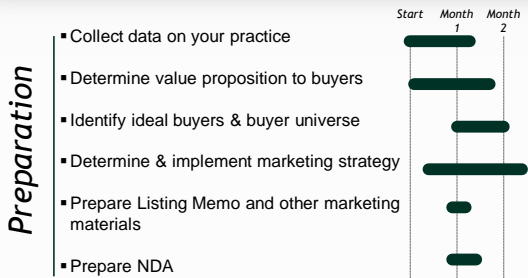 Start Month Month
1 2
Preparation
▪ Collect data on your practice
▪ Determine value proposition to buyers
▪ Identify ideal buyers & buyer universe
▪ Determine & implement marketing strategy
▪ Prepare Listing Memo and other marketing
materials
▪ Prepare NDA